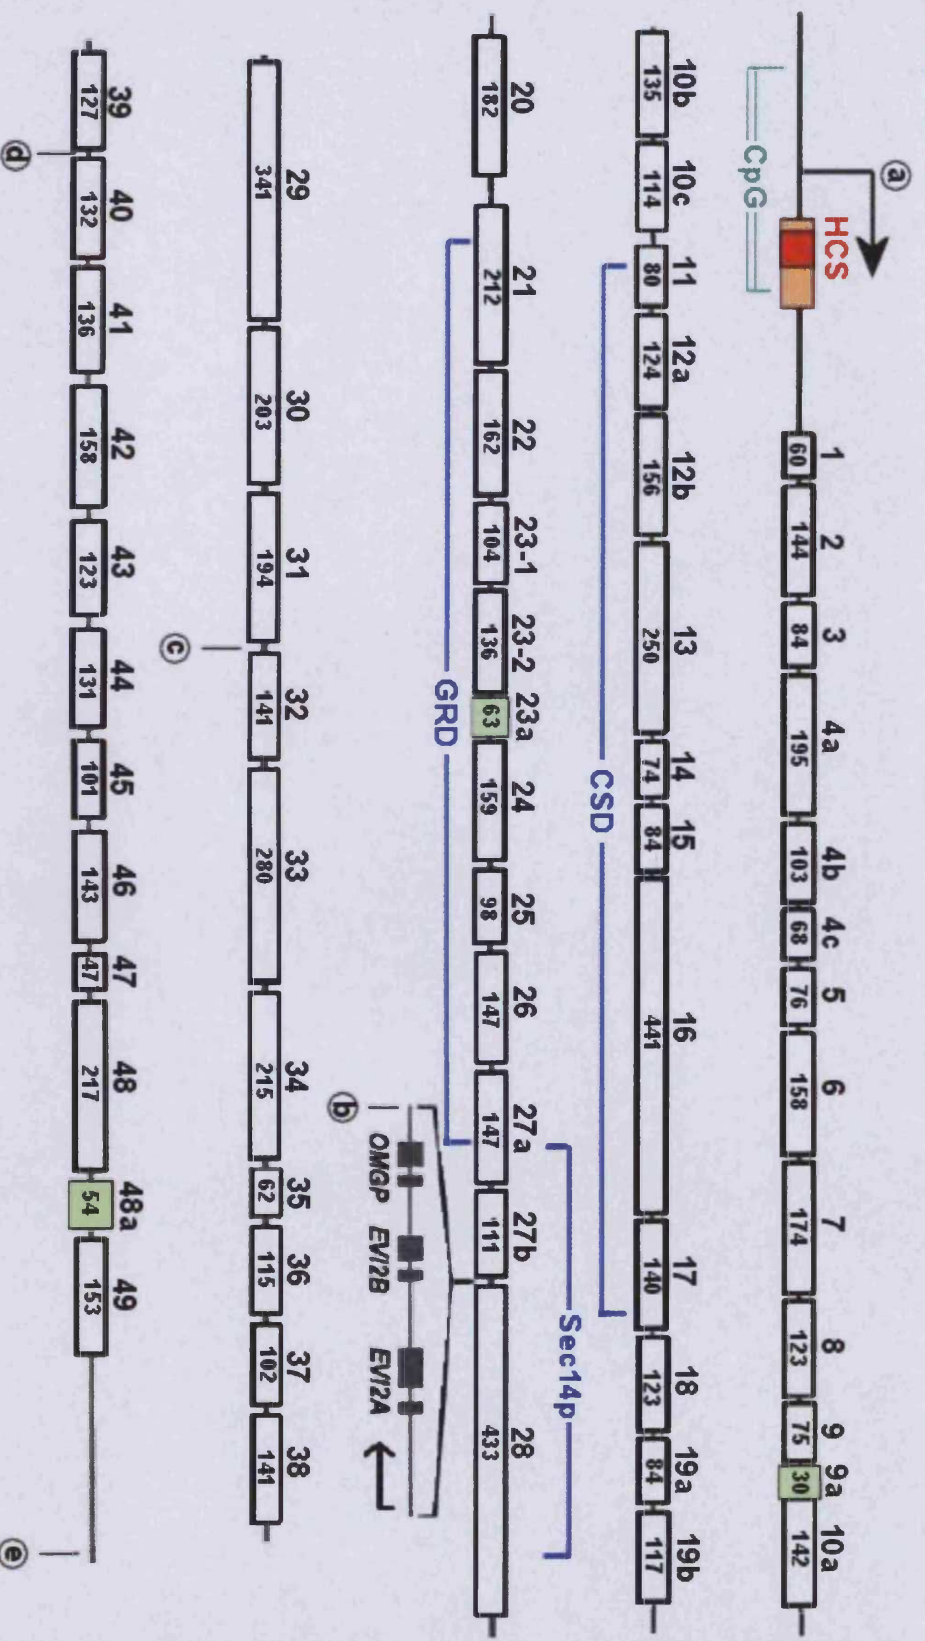 ⓐ
HCS
CpG
1 2 3 4a 4b 4c 5 6 7 8 9 9a 10a
60 144 84 195 103 68 76 158 174 123 75 30 142
10b 10c 11 12a 12b 13 14 15 16 17 18 19a 19b
135 114 80 124 156 250 74 84 441 140 123 84 117
CSD
Sec14p
20 21 22 23-1 23-2 23a 24 25 26 27a 27b 28
182 212 162 104 136 63 159 98 147 147 111 433
GRD
OMGP EVI2B EVI2A
ⓑ
29 30 31 32 33 34 35 36 37 38
341 203 194 141 280 215 62 115 102 141
ⓒ
39 40 41 42 43 44 45 46 47 48 48a 49
127 132 136 158 123 131 101 143 47 217 54 153
ⓓ
ⓔ